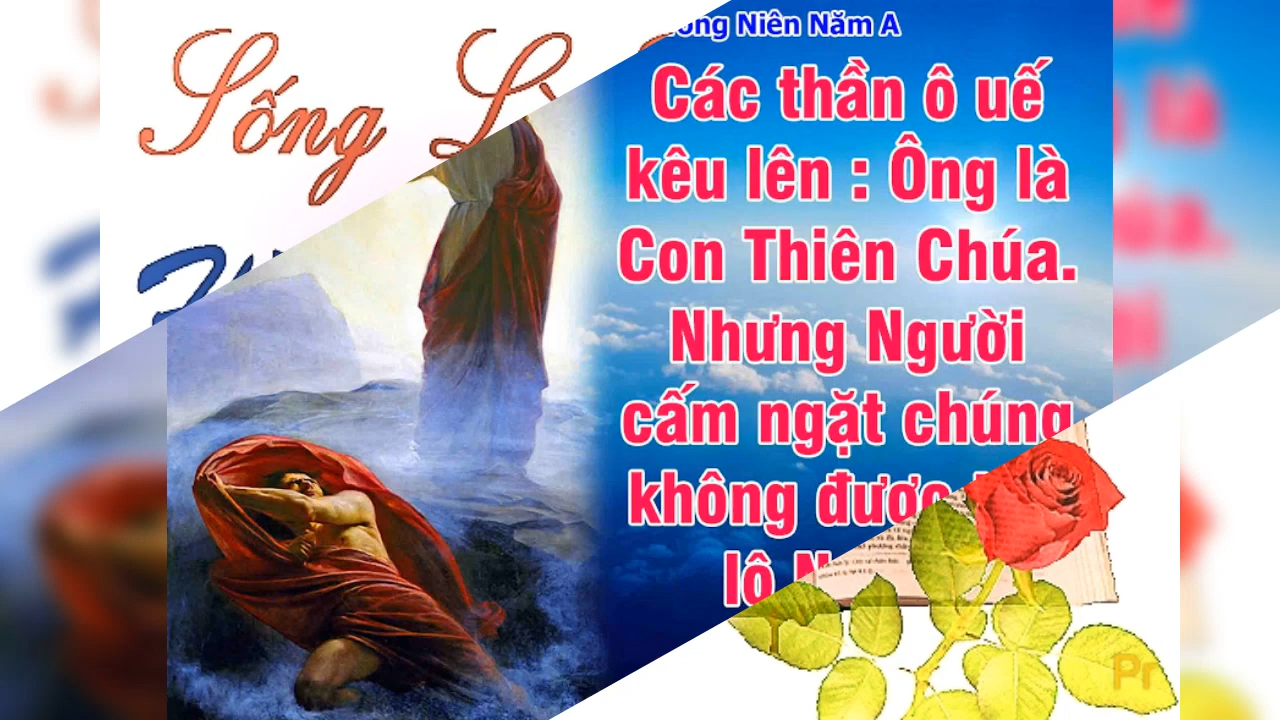 Sống
Niên Năm A
Các thần ô uế
kêu lên : Ông là
Con Thiên Chúa.
Nhưng Người
cấm ngặt chúng
không được
lộ
Pr